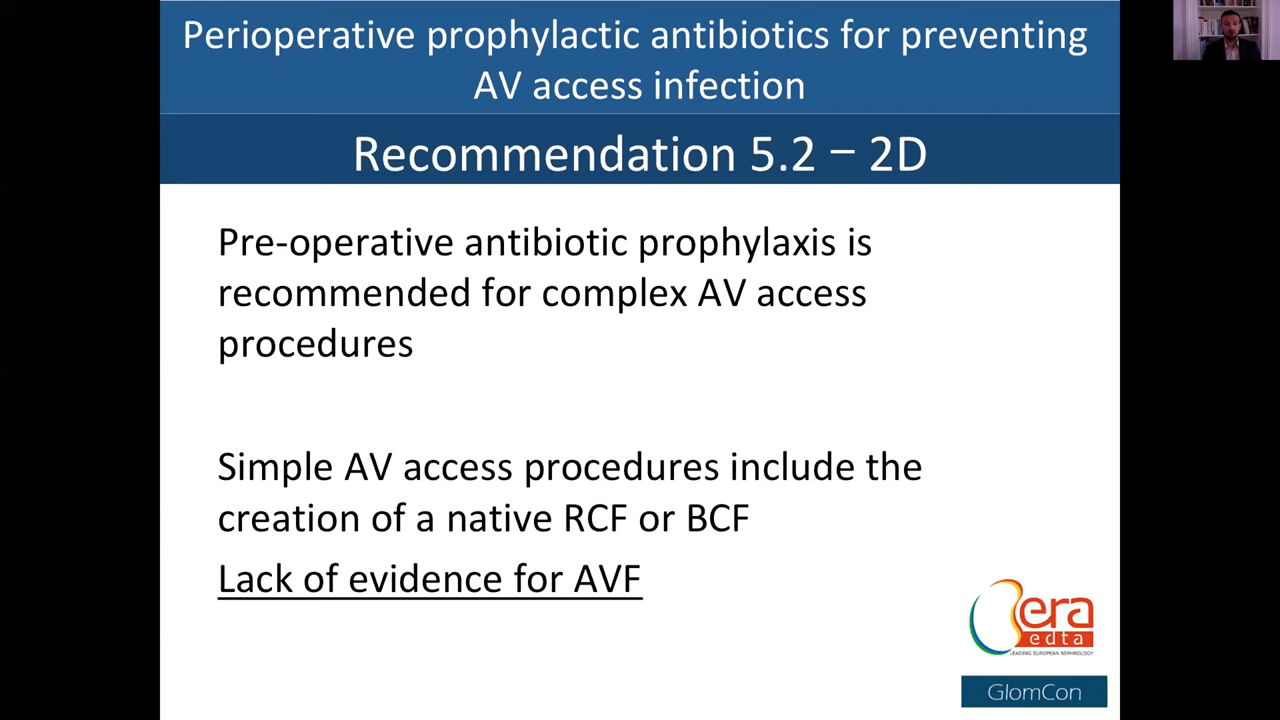 Perioperative prophylactic antibiotics for preventing
AV access infection
Recommendation 5.2 – 2D
Pre-operative antibiotic prophylaxis is
recommended for complex AV access
procedures
Simple AV access procedures include the
creation of a native RCF or BCF
Lack of evidence for AVF
era
edta
LEADING EUROPEAN NEPHROLOGY
GlomCon